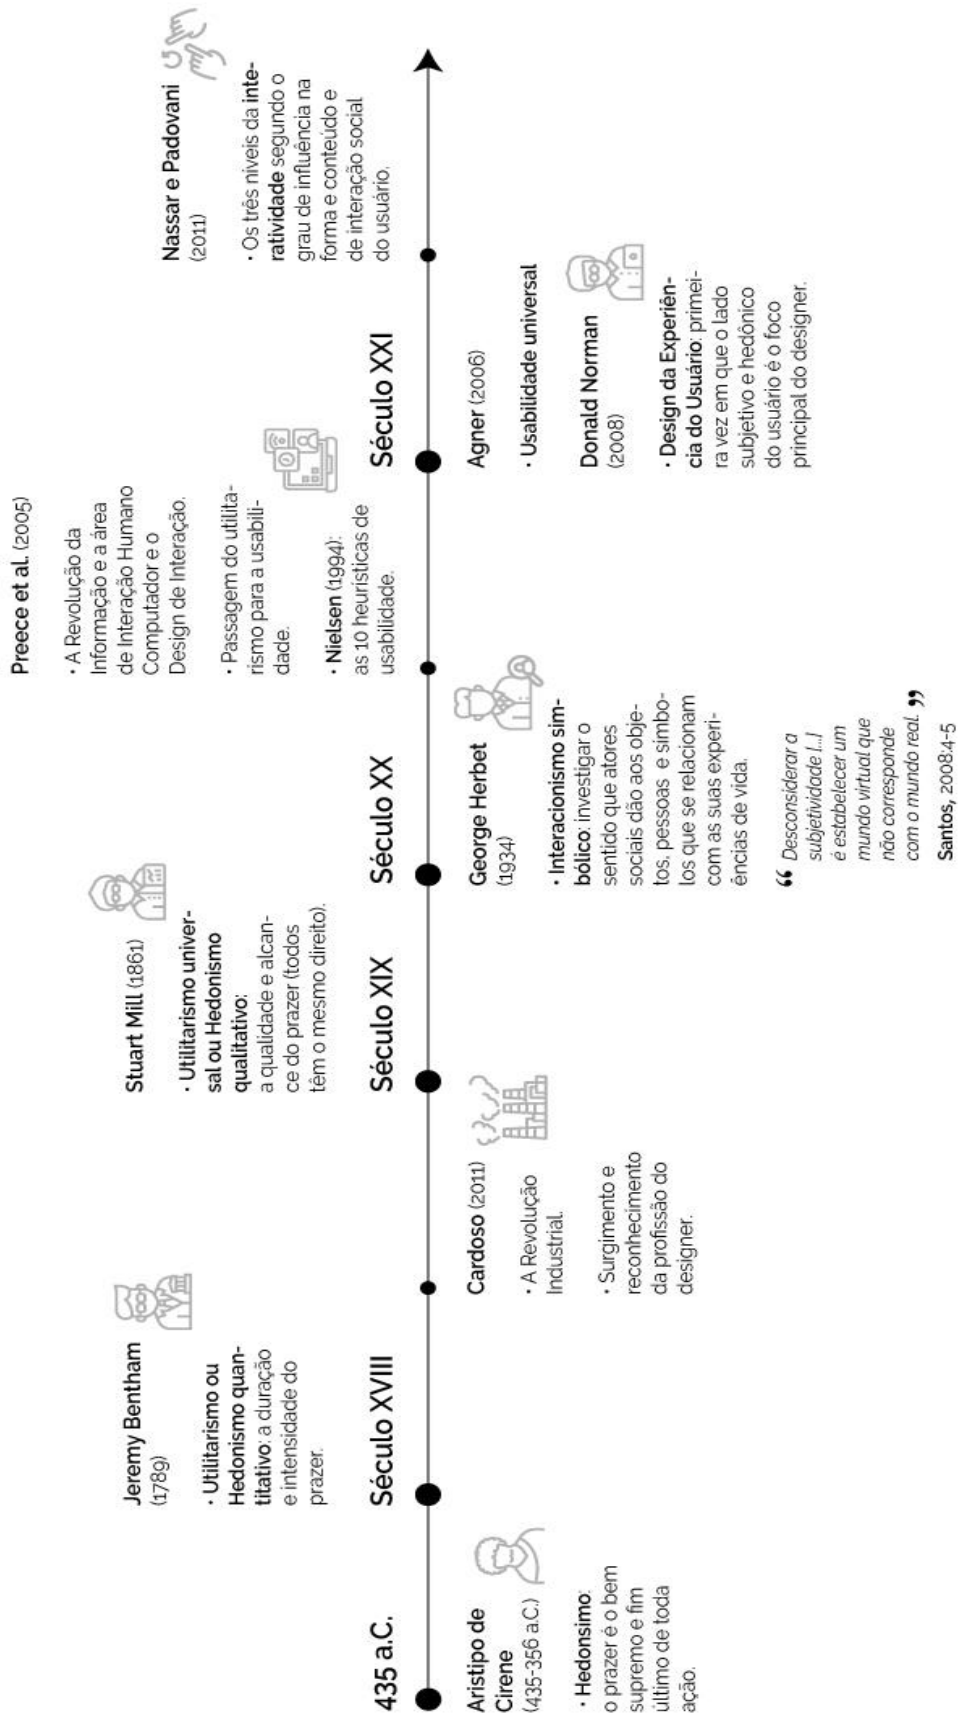 435 a.C.
Aristipo de
Cirene
(435-356 a.C.)
• Hedonsimo:
o prazer é o bem
supremo e fim
último de toda
ação.
Jeremy Bentham
(1789)
• Utilitarismo ou
Hedonismo quan-
titativo: a duração
e intensidade do
prazer.
Século XVIII
Cardoso (2011)
• A Revolução
Industrial.
• Surgimento e
reconhecimento
da profissão do
designer.
Stuart Mill (1861)
• Utilitarismo univer-
sal ou Hedonismo
qualitativo:
a qualidade e alcan-
ce do prazer (todos
têm o mesmo direito).
Século XIX
Século XX
George Herbet
(1934)
• Interacionismo sim-
bólico: investigar o
sentido que atores
sociais dão aos obje-
tos, pessoas e simbo-
los que se relacionam
com as suas experi-
ências de vida.
“ Desconsiderar a
subjetividade [...]
é estabelecer um
mundo virtual que
não corresponde
com o mundo real. ”
Santos, 2008:4-5
Preece et al. (2005)
• A Revolução da
Informação e a área
de Interação Humano
Computador e o
Design de Interação.
• Passagem do utilita-
rismo para a usabili-
dade.
• Nielsen (1994):
as 10 heurísticas de
usabilidade.
Século XXI
Agner (2006)
• Usabilidade universal
Donald Norman
(2008)
• Design da Experiên-
cia do Usuário: primei-
ra vez em que o lado
subjetivo e hedônico
do usuário é o foco
principal do designer.
Nassar e Padovani
(2011)
• Os três níveis da inte-
ratividade segundo o
grau de influência na
forma e conteúdo e
de interação social
do usuário.